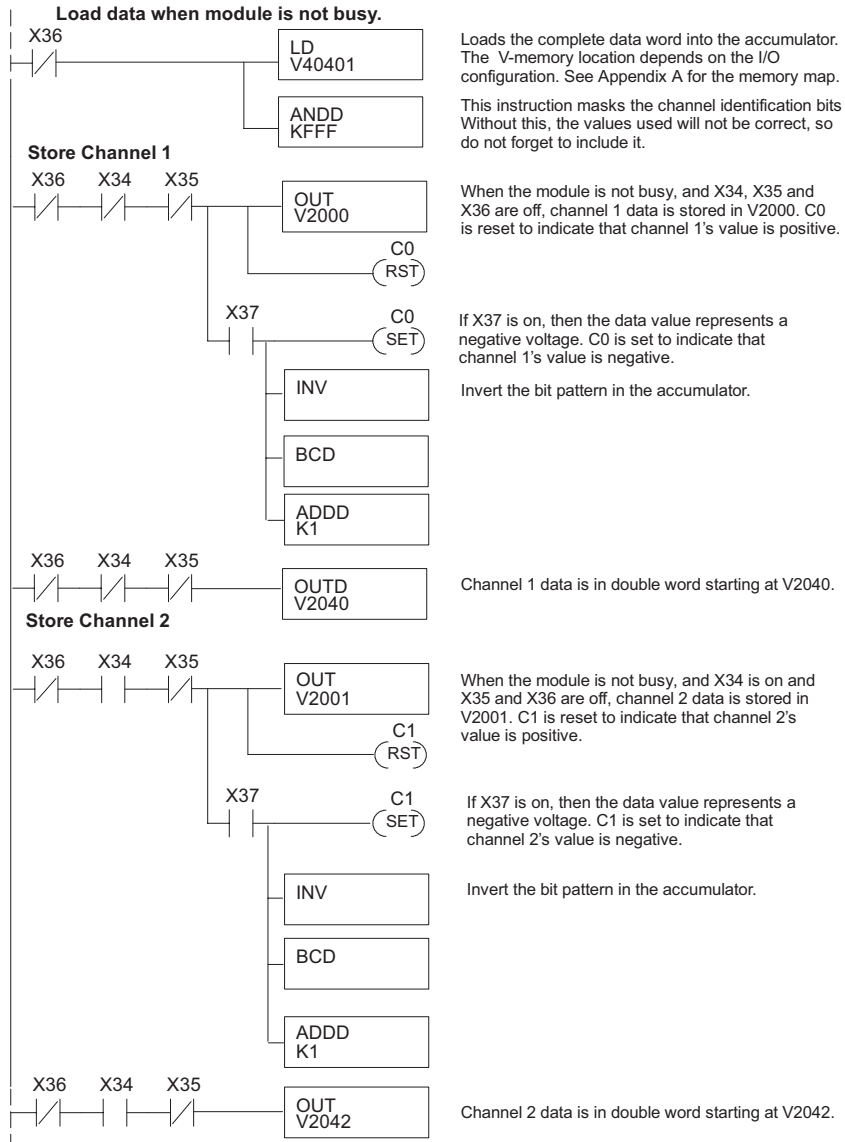 Load data when module is not busy.
X36
LD
V40401
Loads the complete data word into the accumulator.
The V-memory location depends on the I/O
configuration. See Appendix A for the memory map.
ANDD
KFFF
This instruction masks the channel identification bits
Without this, the values used will not be correct, so
do not forget to include it.
Store Channel 1
X36 X34 X35
OUT
V2000
When the module is not busy, and X34, X35 and
X36 are off, channel 1 data is stored in V2000. C0
is reset to indicate that channel 1's value is positive.
C0
RST
X37
C0
SET
If X37 is on, then the data value represents a
negative voltage. C0 is set to indicate that
channel 1's value is negative.
INV
Invert the bit pattern in the accumulator.
BCD
ADDD
K1
X36 X34 X35
OUTD
V2040
Channel 1 data is in double word starting at V2040.
Store Channel 2
X36 X34 X35
OUT
V2001
When the module is not busy, and X34 is on and
X35 and X36 are off, channel 2 data is stored in
V2001. C1 is reset to indicate that channel 2's
value is positive.
C1
RST
X37
C1
SET
If X37 is on, then the data value represents a
negative voltage. C1 is set to indicate that
channel 2's value is negative.
INV
Invert the bit pattern in the accumulator.
BCD
ADDD
K1
X36 X34 X35
OUT
V2042
Channel 2 data is in double word starting at V2042.